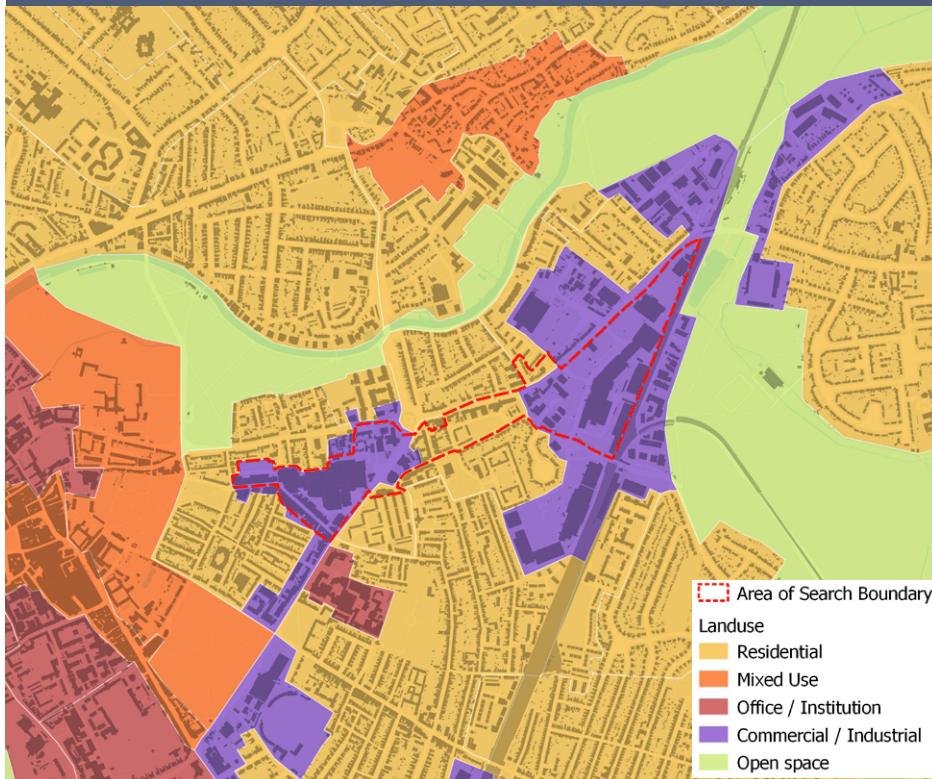 Area of Search Boundary
Landuse
Residential
Mixed Use
Office / Institution
Commercial / Industrial
Open space